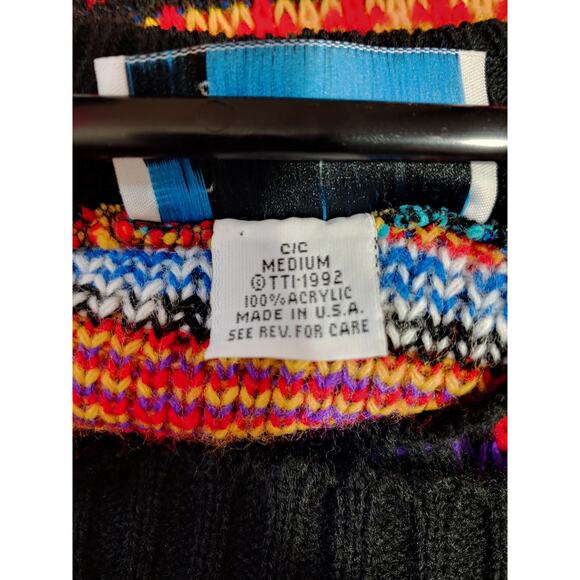 C/C
MEDIUM
©TTI-1992
100% ACRYLIC
MADE IN U.S.A.
SEE REV. FOR CARE